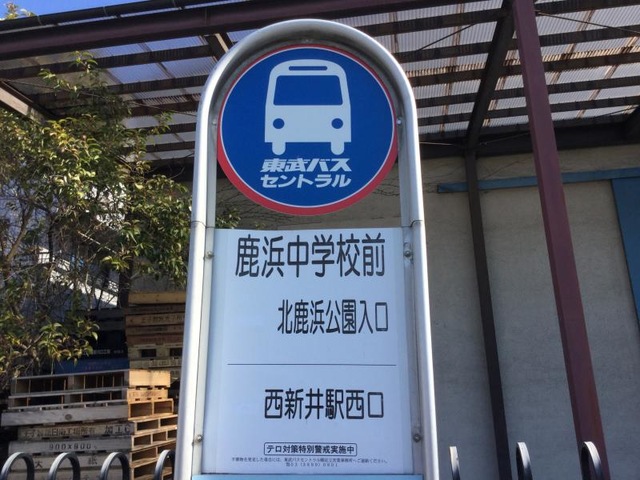 東武バス
セントラル
鹿浜中学校前
北鹿浜公園入口
西新井駅西口
テロ対策特別警戒実施中
900×600